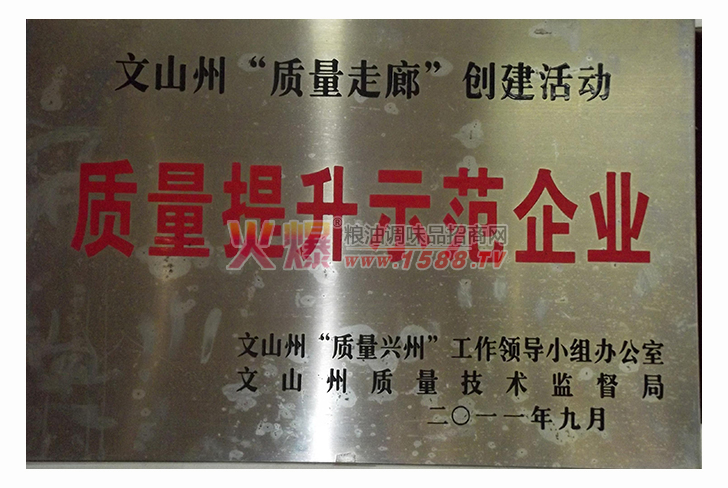 文山州“质量走廊”创建活动
质量提升示范企业
火爆®粮油调味品招商网
www.1588.TV
文山州“质量兴州”工作领导小组办公室
文山州质量技术监督局
二〇一一年九月